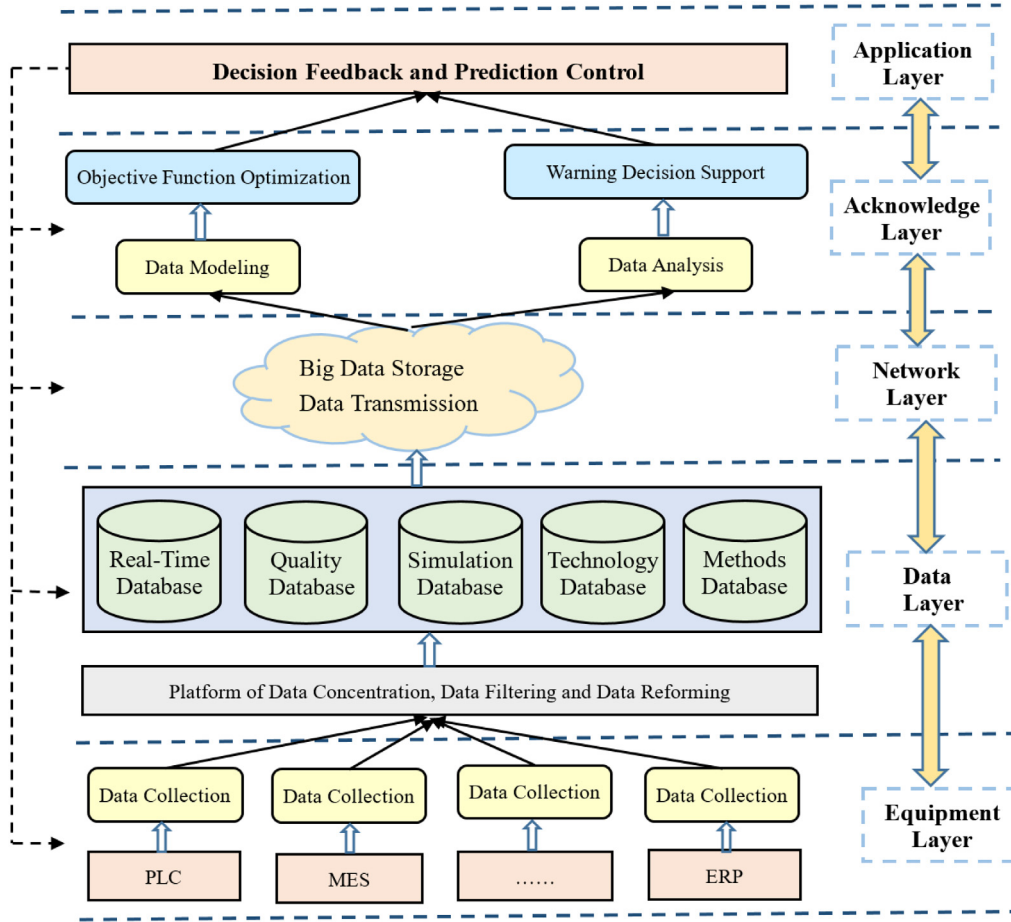 Decision Feedback and Prediction Control
Application
Layer
Objective Function Optimization
Warning Decision Support
Acknowledge
Layer
Data Modeling
Data Analysis
Big Data Storage
Data Transmission
Network
Layer
Real-Time
Database
Quality
Database
Simulation
Database
Technology
Database
Methods
Database
Data
Layer
Platform of Data Concentration, Data Filtering and Data Reforming
Data Collection
Data Collection
Data Collection
Data Collection
Equipment
Layer
PLC
MES
……
ERP